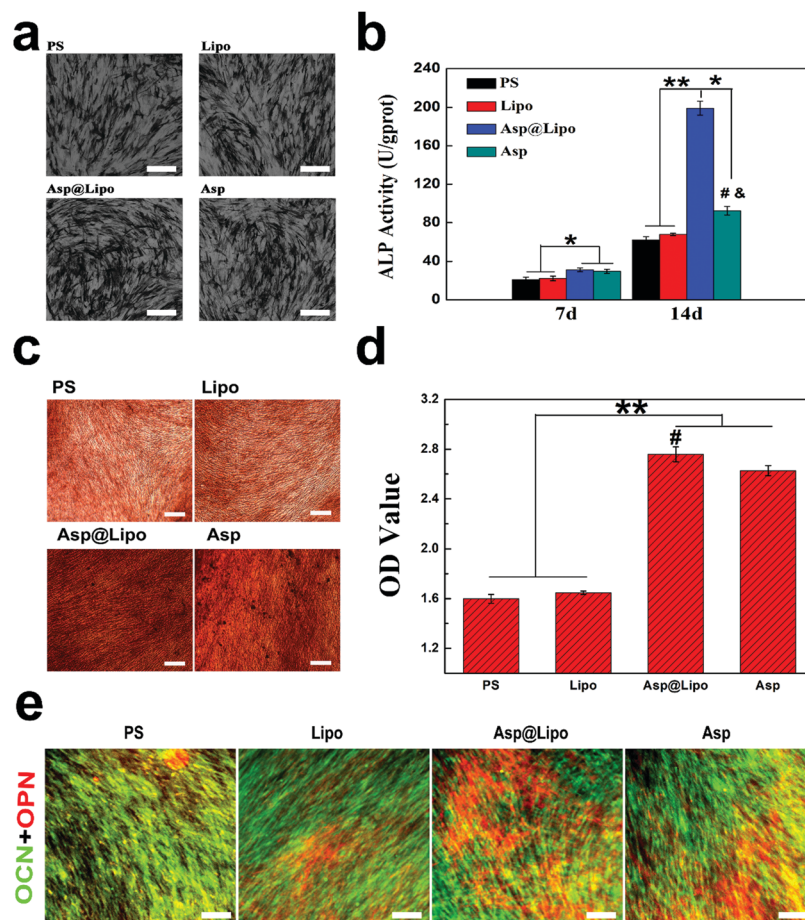 a
PS
Lipo
Asp@Lipo
Asp
b
ALP Activity (U/gprot)
240
200
160
120
80
40
0
PS
Lipo
Asp@Lipo
Asp
*
** *
# &
7d
14d
c
PS
Lipo
Asp@Lipo
Asp
d
OD Value
3.2
2.8
2.4
2.0
1.6
1.2
**
#
PS
Lipo
Asp@Lipo
Asp
e
PS
Lipo
Asp@Lipo
Asp
OCN+OPN